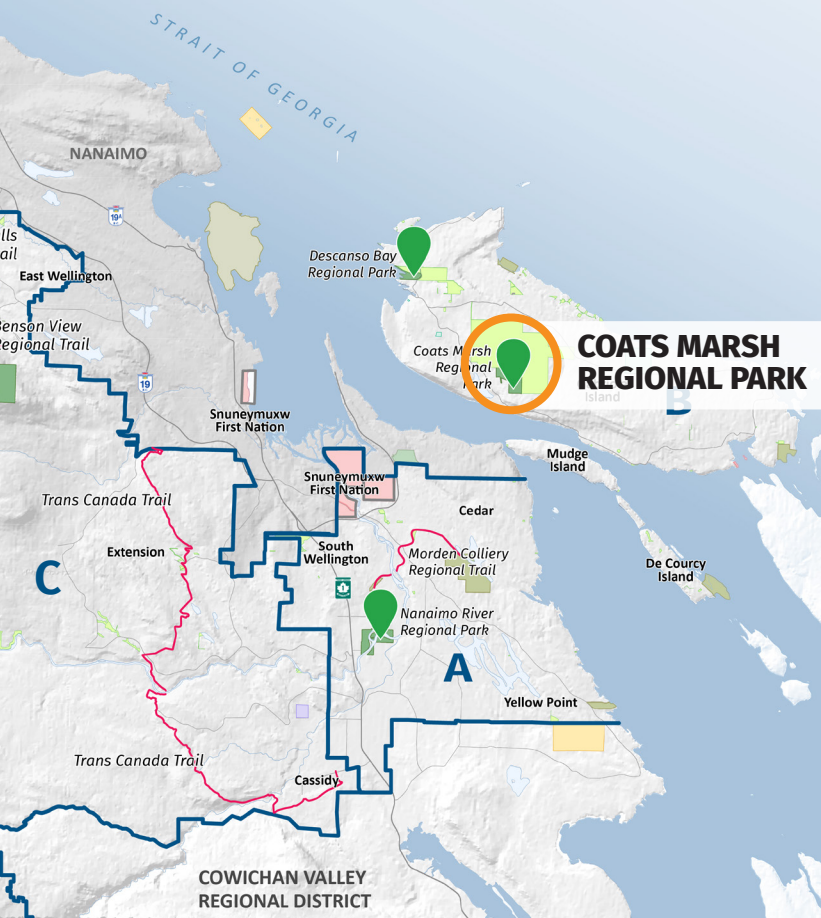 STRAIT OF GEORGIA
NANAIMO
19A
lls
ail
East Wellington
Descanso Bay
Regional Park
Benson View
Regional Trail
Coats Marsh
Regional
Park
COATS MARSH
REGIONAL PARK
Island
B
19
Snuneymuxw
First Nation
Mudge
Island
Snuneymuxw
First Nation
Trans Canada Trail
Cedar
Extension
South
Wellington
Morden Colliery
Regional Trail
De Courcy
Island
C
1
Nanaimo River
Regional Park
A
Yellow Point
Trans Canada Trail
Cassidy
COWICHAN VALLEY
REGIONAL DISTRICT